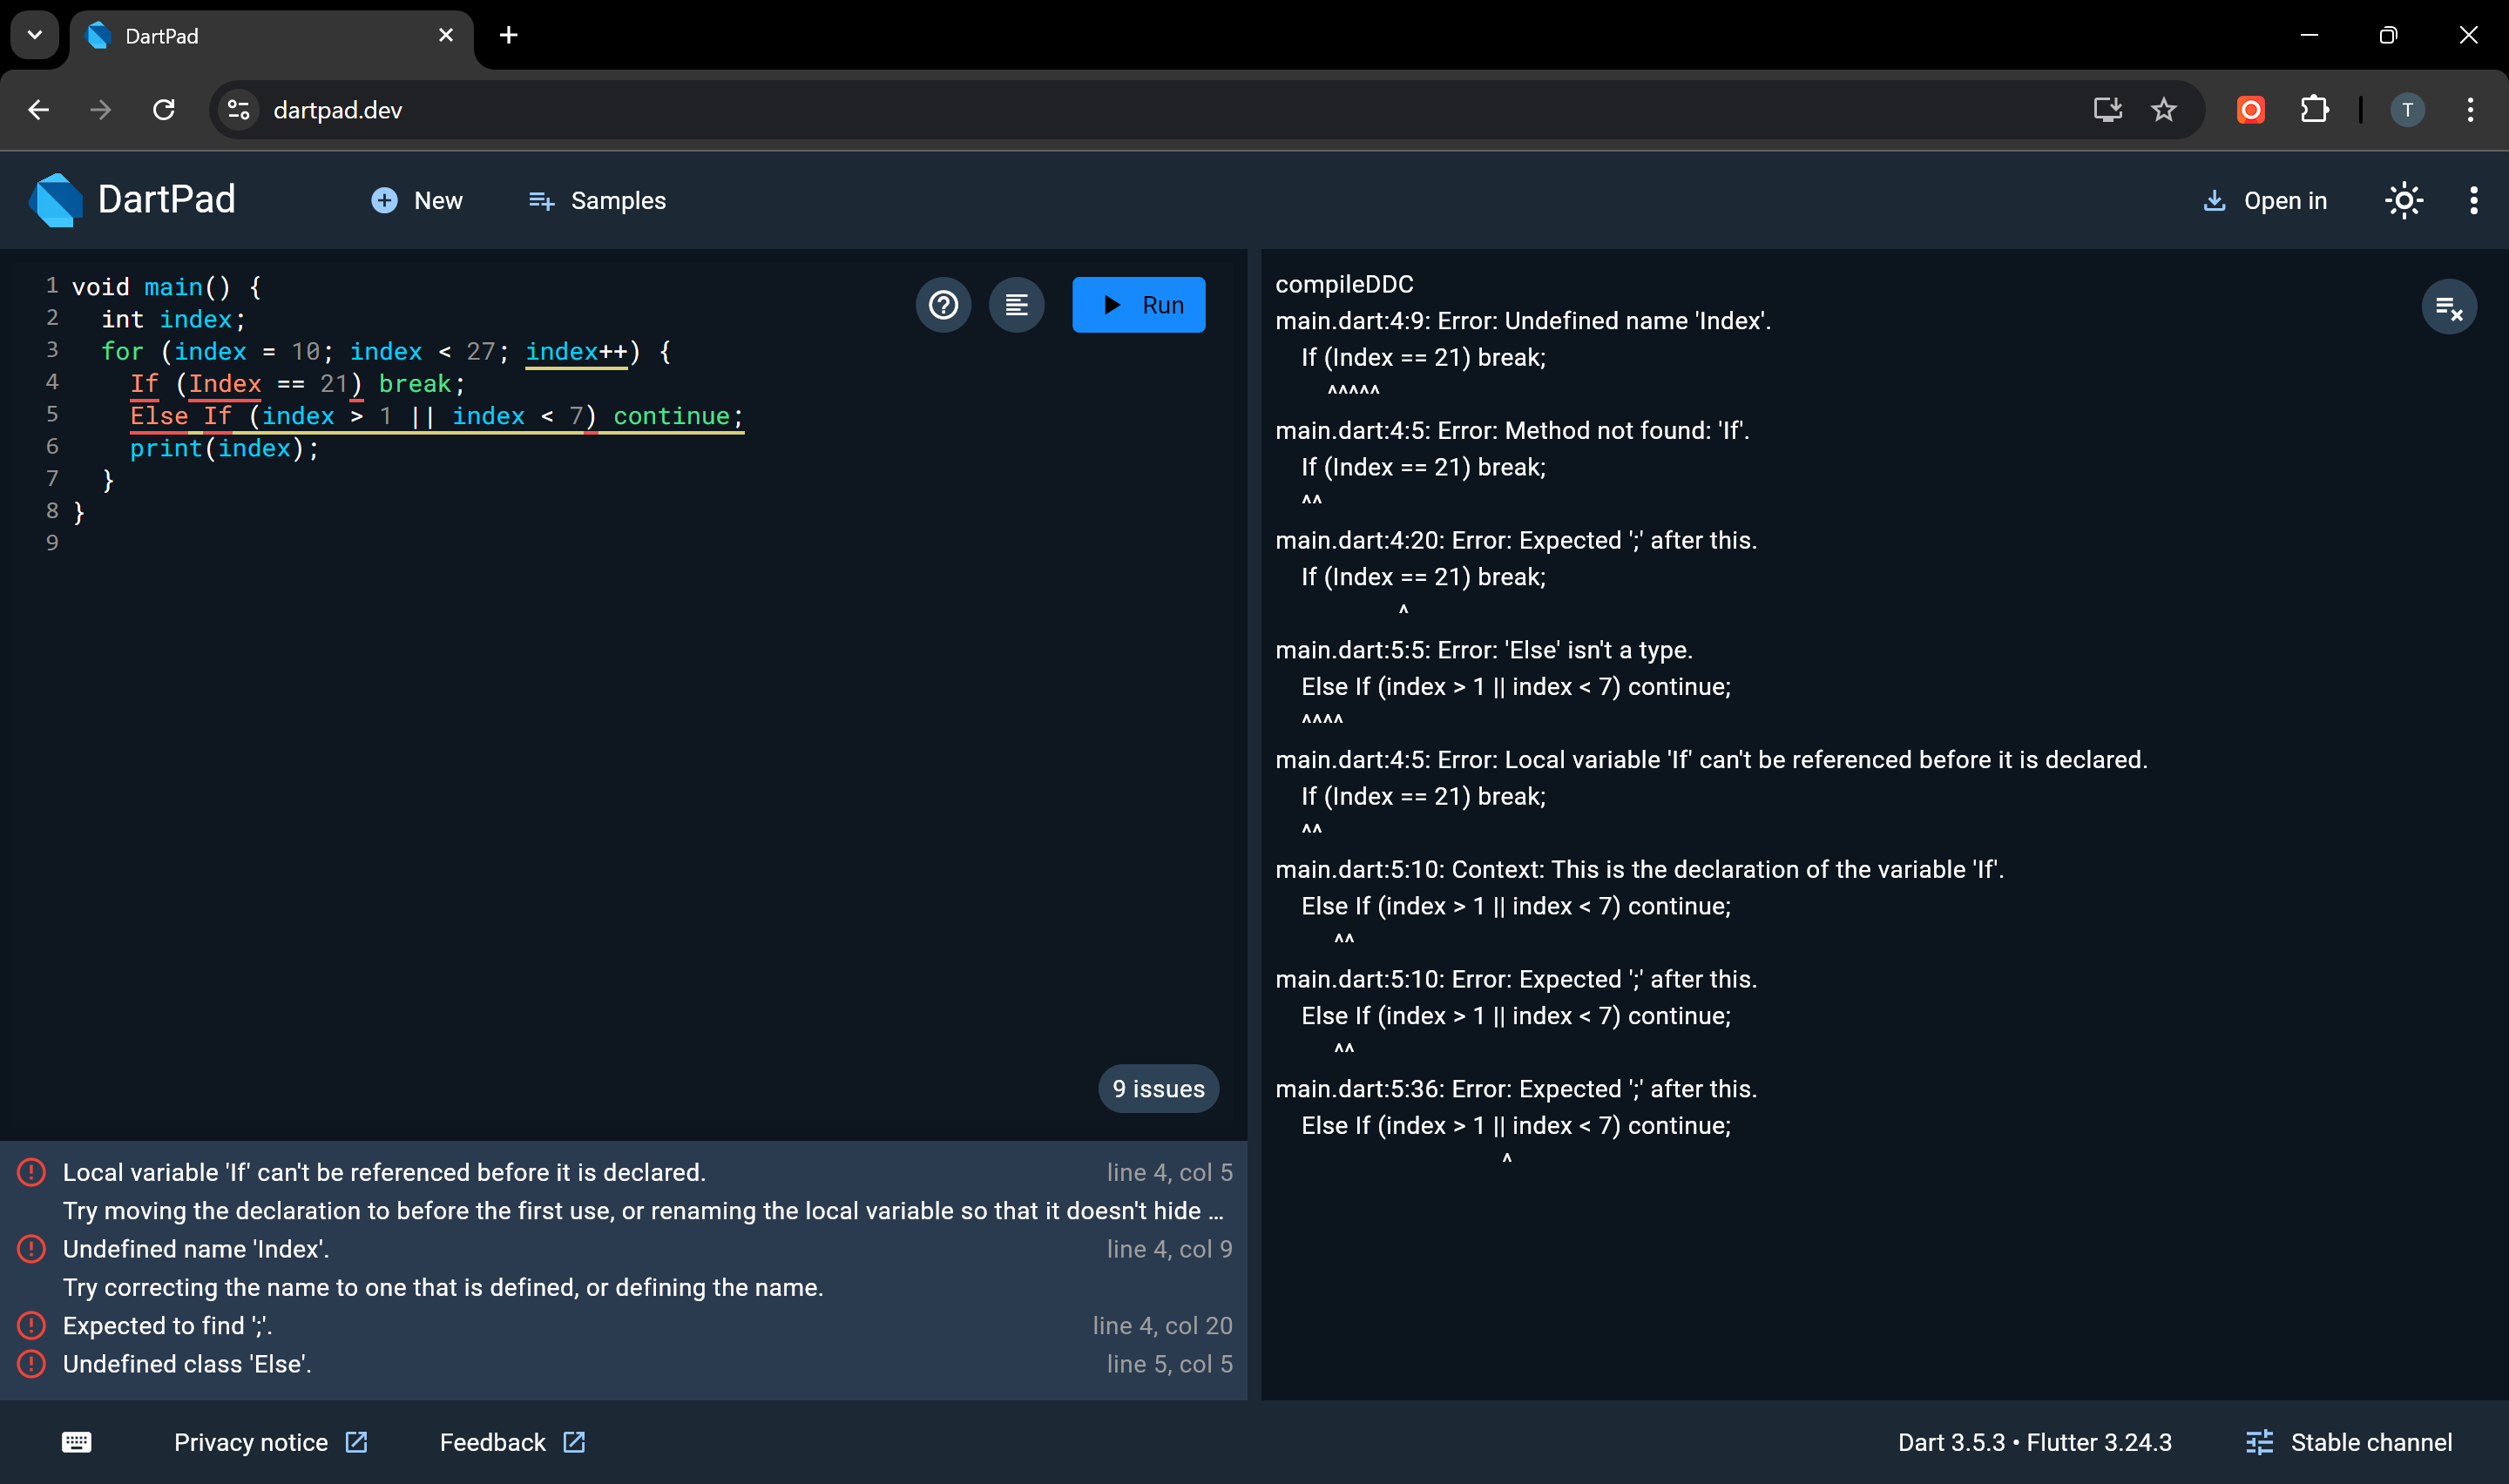 DartPad
dartpad.dev
T
DartPad
New
Samples
Open in
1 void main() {
2 int index;
3 for (index = 10; index < 27; index++) {
4 If (Index == 21) break;
5 Else If (index > 1 || index < 7) continue;
6 print(index);
7 }
8 }
9
Run
9 issues
Local variable 'If' can't be referenced before it is declared. line 4, col 5
Try moving the declaration to before the first use, or renaming the local variable so that it doesn't hide ...
Undefined name 'Index'. line 4, col 9
Try correcting the name to one that is defined, or defining the name.
Expected to find ';'. line 4, col 20
Undefined class 'Else'. line 5, col 5
compileDDC
main.dart:4:9: Error: Undefined name 'Index'.
If (Index == 21) break;
^^^^^
main.dart:4:5: Error: Method not found: 'If'.
If (Index == 21) break;
^^
main.dart:4:20: Error: Expected ';' after this.
If (Index == 21) break;
^
main.dart:5:5: Error: 'Else' isn't a type.
Else If (index > 1 || index < 7) continue;
^^^^
main.dart:4:5: Error: Local variable 'If' can't be referenced before it is declared.
If (Index == 21) break;
^^
main.dart:5:10: Context: This is the declaration of the variable 'If'.
Else If (index > 1 || index < 7) continue;
^^
main.dart:5:10: Error: Expected ';' after this.
Else If (index > 1 || index < 7) continue;
^^
main.dart:5:36: Error: Expected ';' after this.
Else If (index > 1 || index < 7) continue;
^
Privacy notice
Feedback
Dart 3.5.3 • Flutter 3.24.3
Stable channel